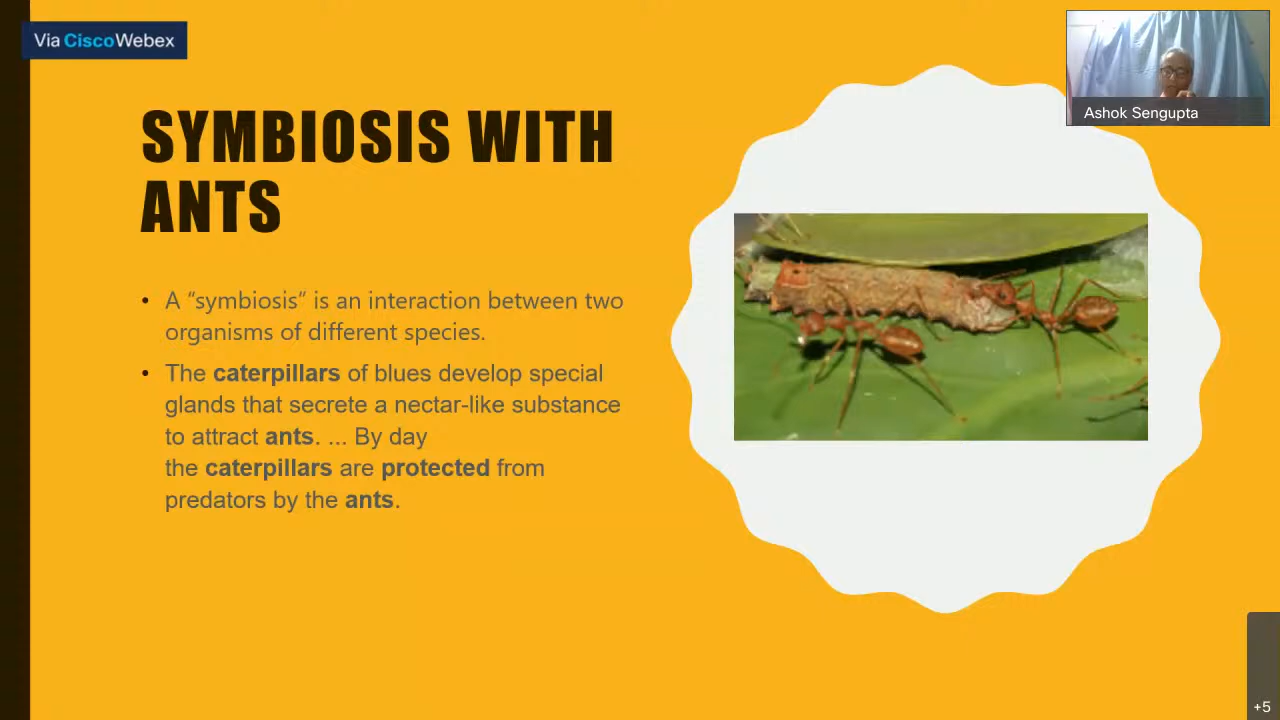 Via CiscoWebex
Ashok Sengupta
SYMBIOSIS WITH
ANTS
• A “symbiosis” is an interaction between two
organisms of different species.
• The caterpillars of blues develop special
glands that secrete a nectar-like substance
to attract ants. ... By day
the caterpillars are protected from
predators by the ants.
+5